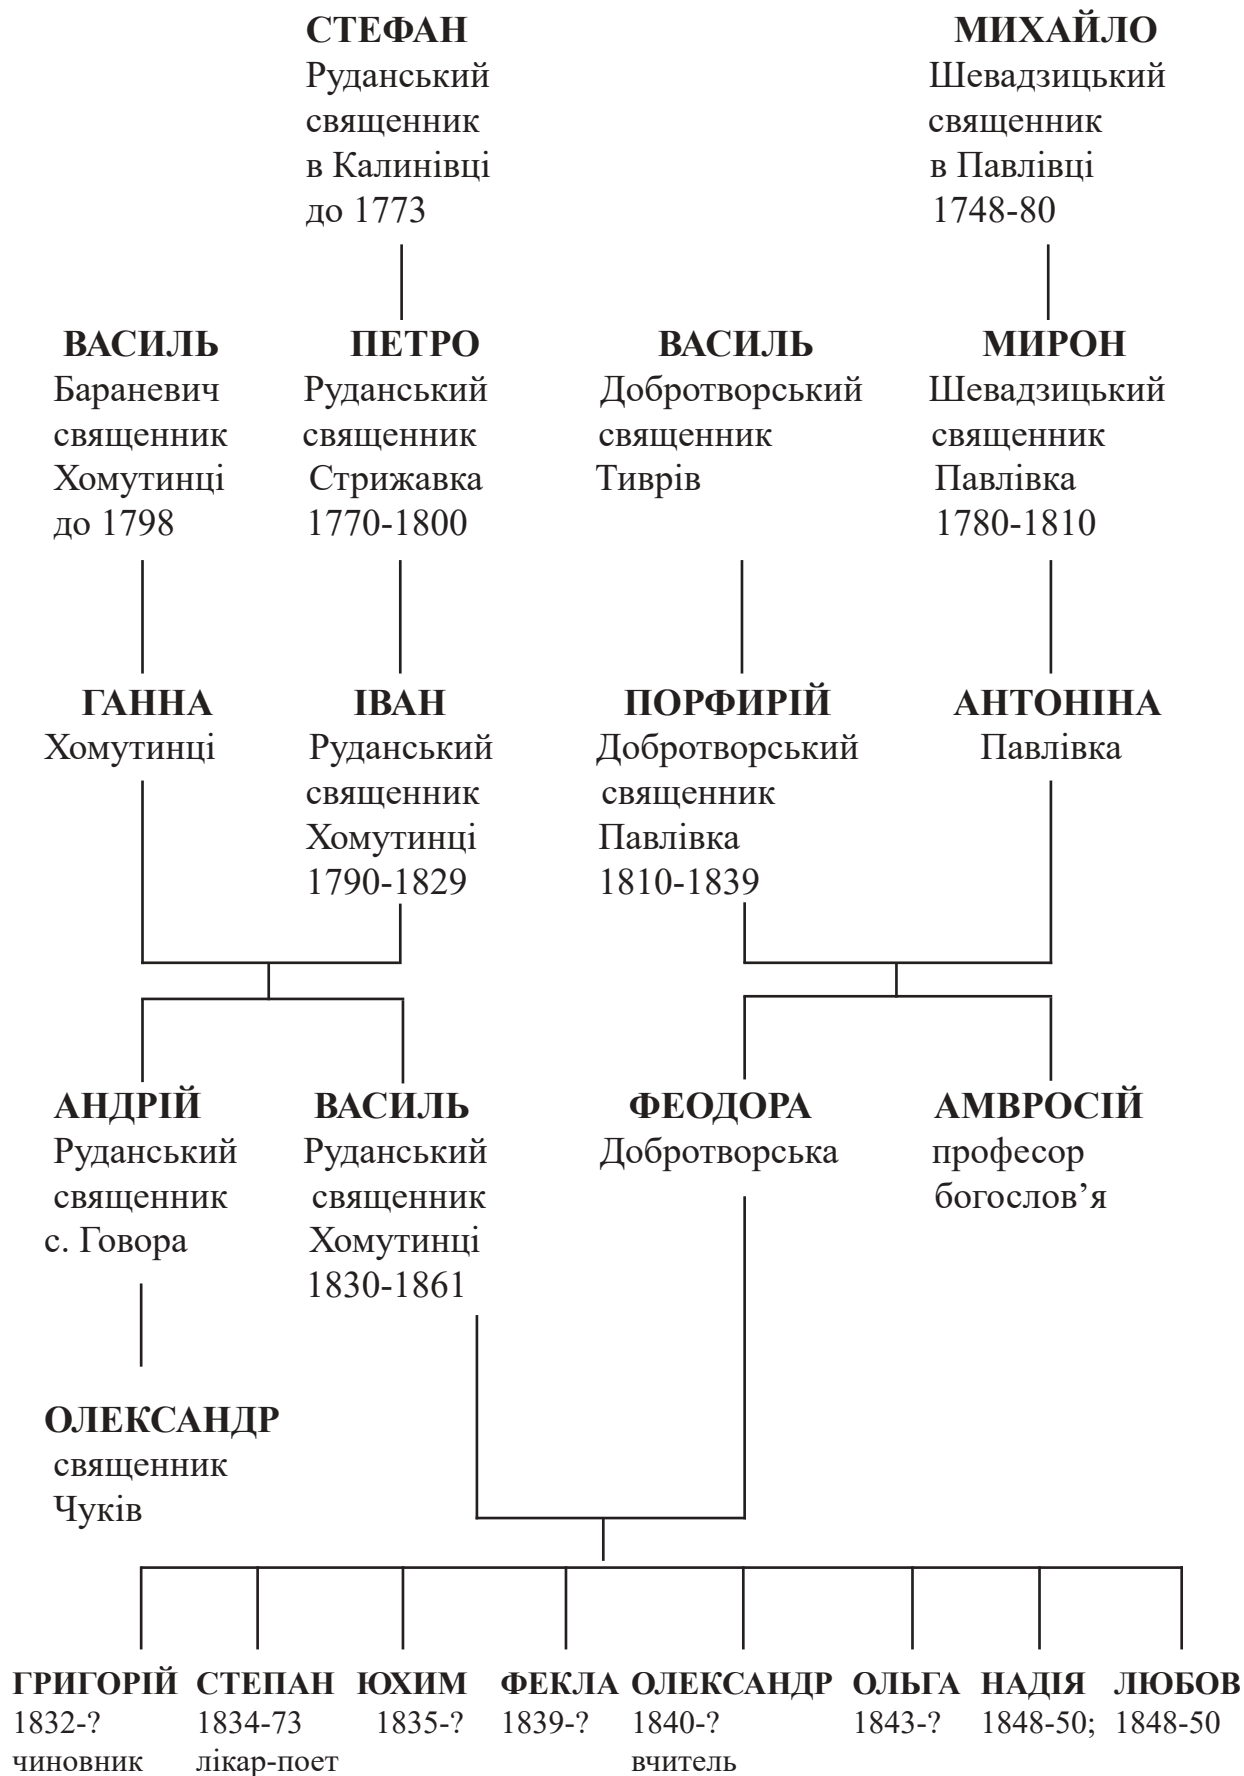 СТЕФАН
Руданський
священник
в Калинівці
до 1773
МИХАЙЛО
Шевадзицький
священник
в Павлівці
1748-80
ВАСИЛЬ
Бараневич
священник
Хомутинці
до 1798
ПЕТРО
Руданський
священник
Стрижавка
1770-1800
ВАСИЛЬ
Добротворський
священник
Тиврів
МИРОН
Шевадзицький
священник
Павлівка
1780-1810
ГАННА
Хомутинці
ІВАН
Руданський
священник
Хомутинці
1790-1829
ПОРФИРІЙ
Добротворський
священник
Павлівка
1810-1839
АНТОНІНА
Павлівка
АНДРІЙ
Руданський
священник
с. Говора
ВАСИЛЬ
Руданський
священник
Хомутинці
1830-1861
ФЕОДОРА
Добротворська
АМВРОСІЙ
професор
богослов’я
ОЛЕКСАНДР
священник
Чуків
ГРИГОРІЙ
1832-?
чиновник
СТЕПАН
1834-73
лікар-поет
ЮХИМ
1835-?
ФЕКЛА
1839-?
ОЛЕКСАНДР
1840-?
вчитель
ОЛЬГА
1843-?
НАДІЯ
1848-50;
ЛЮБОВ
1848-50